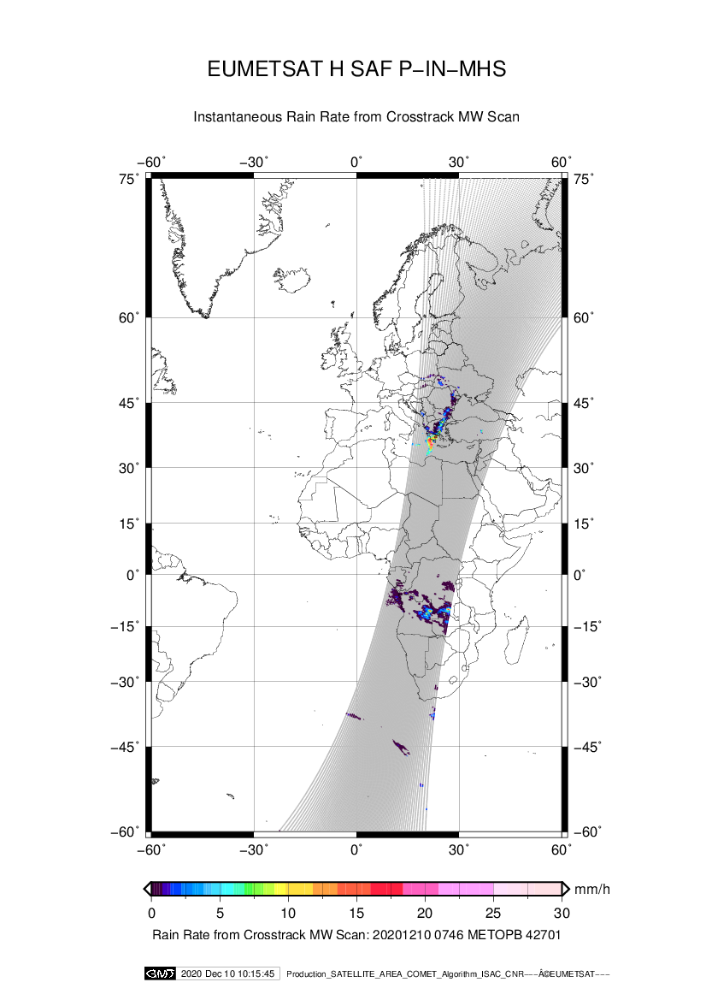 EUMETSAT H SAF P−IN−MHS
Instantaneous Rain Rate from Crosstrack MW Scan
−60˚ −30˚ 0˚ 30˚ 60˚
75˚ 75˚
60˚ 60˚
45˚ 45˚
30˚ 30˚
15˚ 15˚
0˚ 0˚
−15˚ −15˚
−30˚ −30˚
−45˚ −45˚
−60˚ −60˚
−60˚ −30˚ 0˚ 30˚ 60˚
mm/h
0 5 10 15 20 25 30
Rain Rate from Crosstrack MW Scan: 20201210 0746 METOPB 42701
GMT 2020 Dec 10 10:15:45 Production_SATELLITE_AREA_COMET_Algorithm_ISAC_CNR−−−Â©EUMETSAT−−−